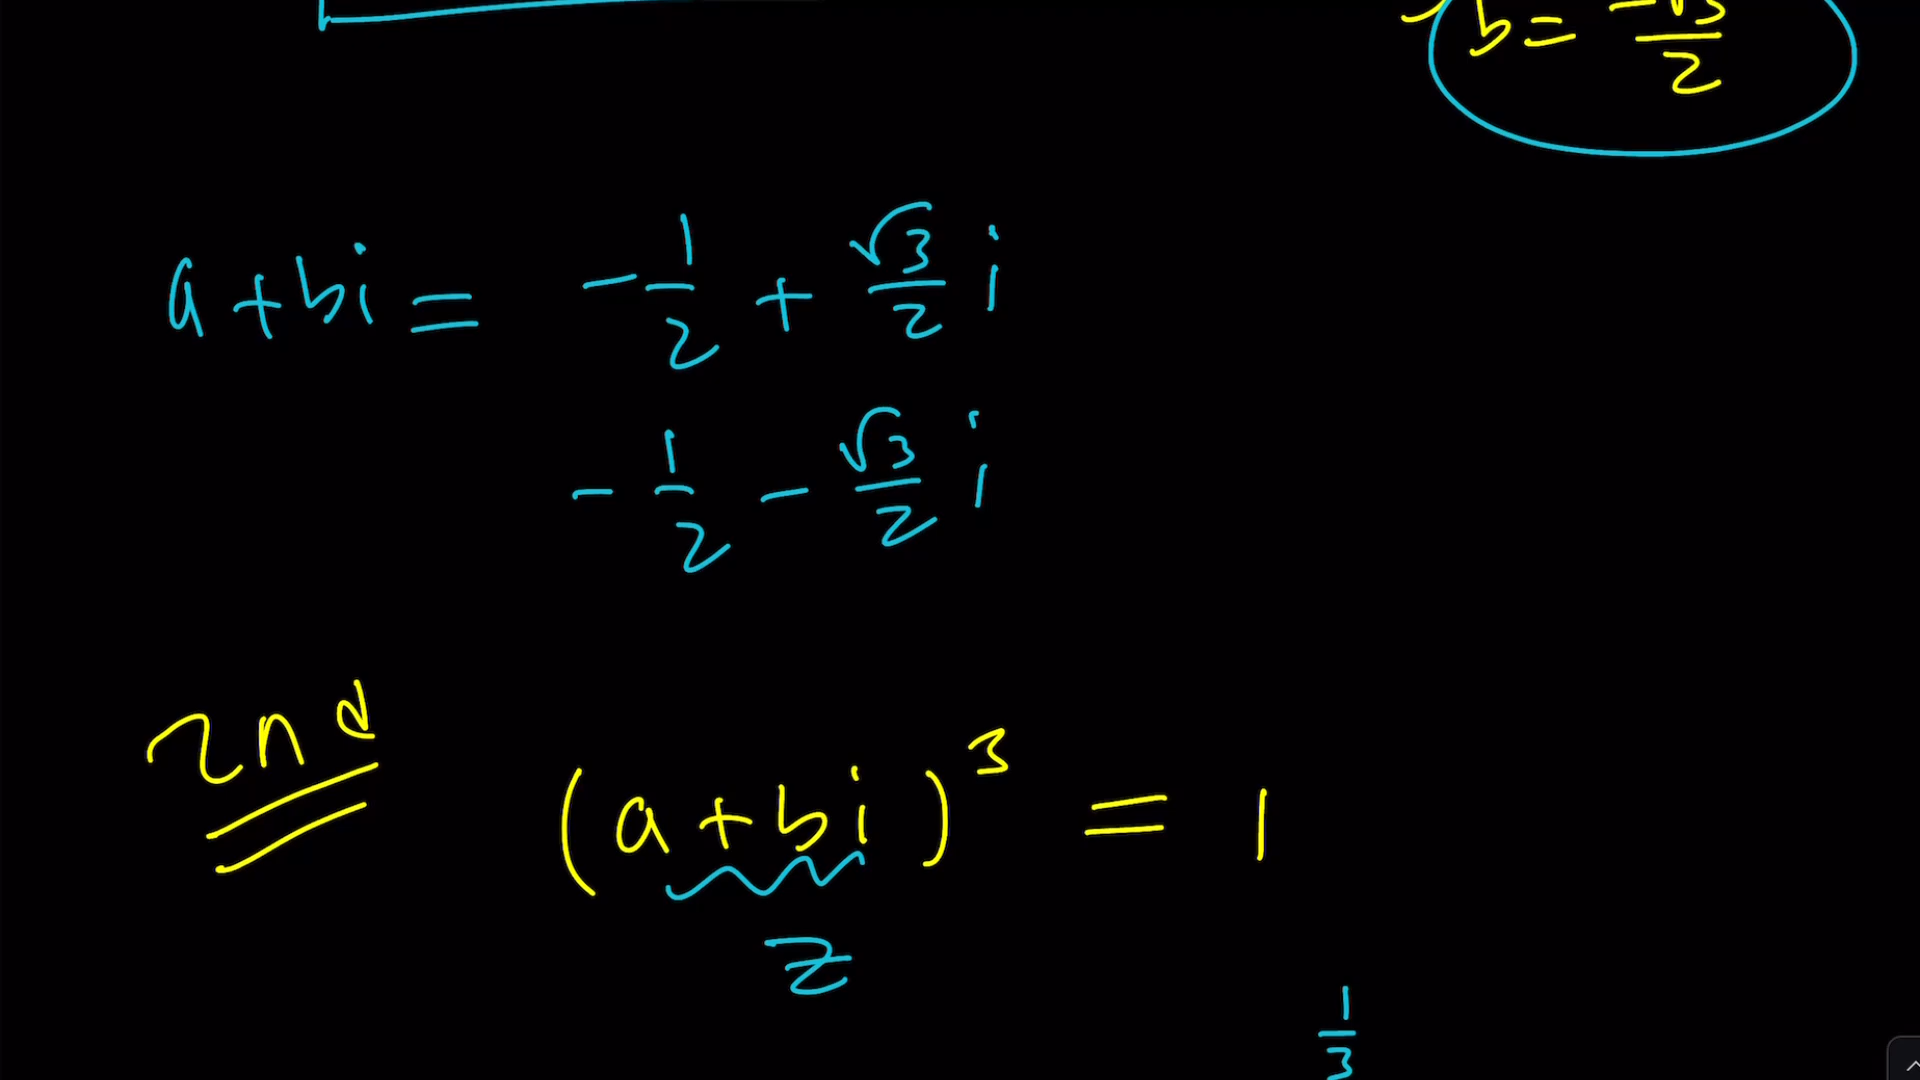 b = -√3/2
a + bi = -1/2 + √3/2 i
-1/2 - √3/2 i
2nd (a + bi)^3 = 1
z
1/3